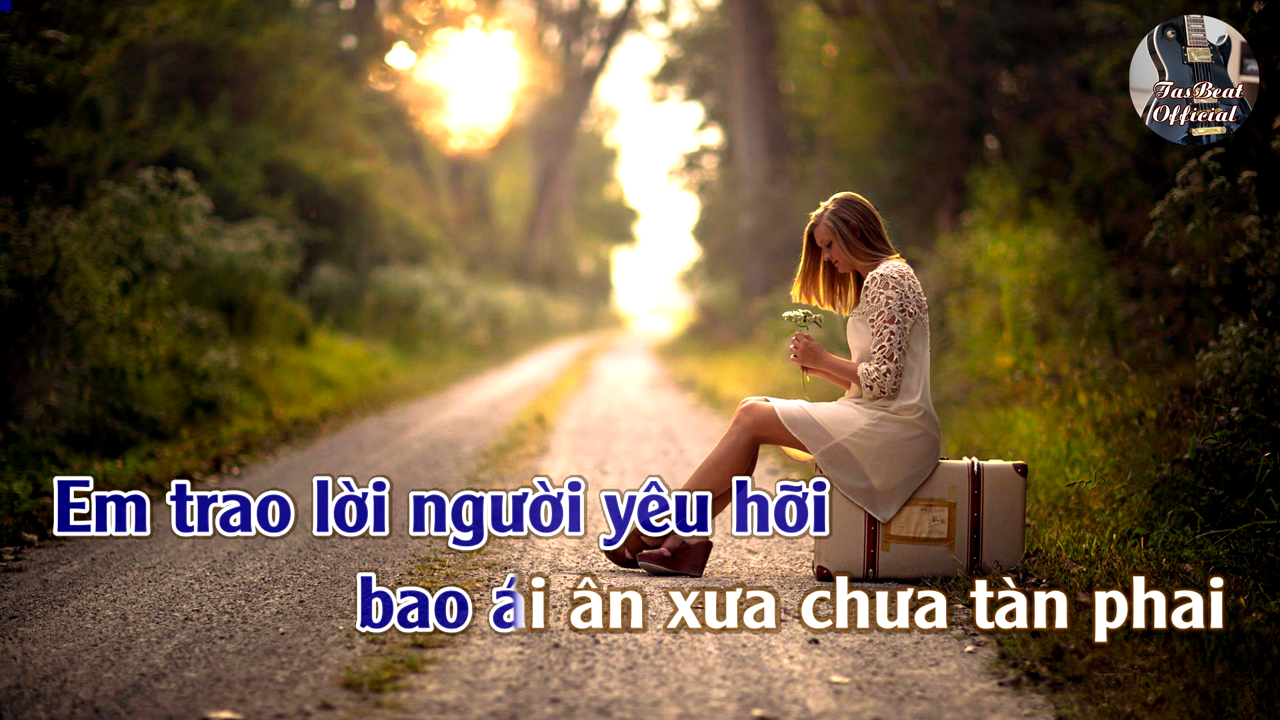 TasBeat
Official
Em trao lời người yêu hỡi
bao ái ân xưa chưa tàn phai